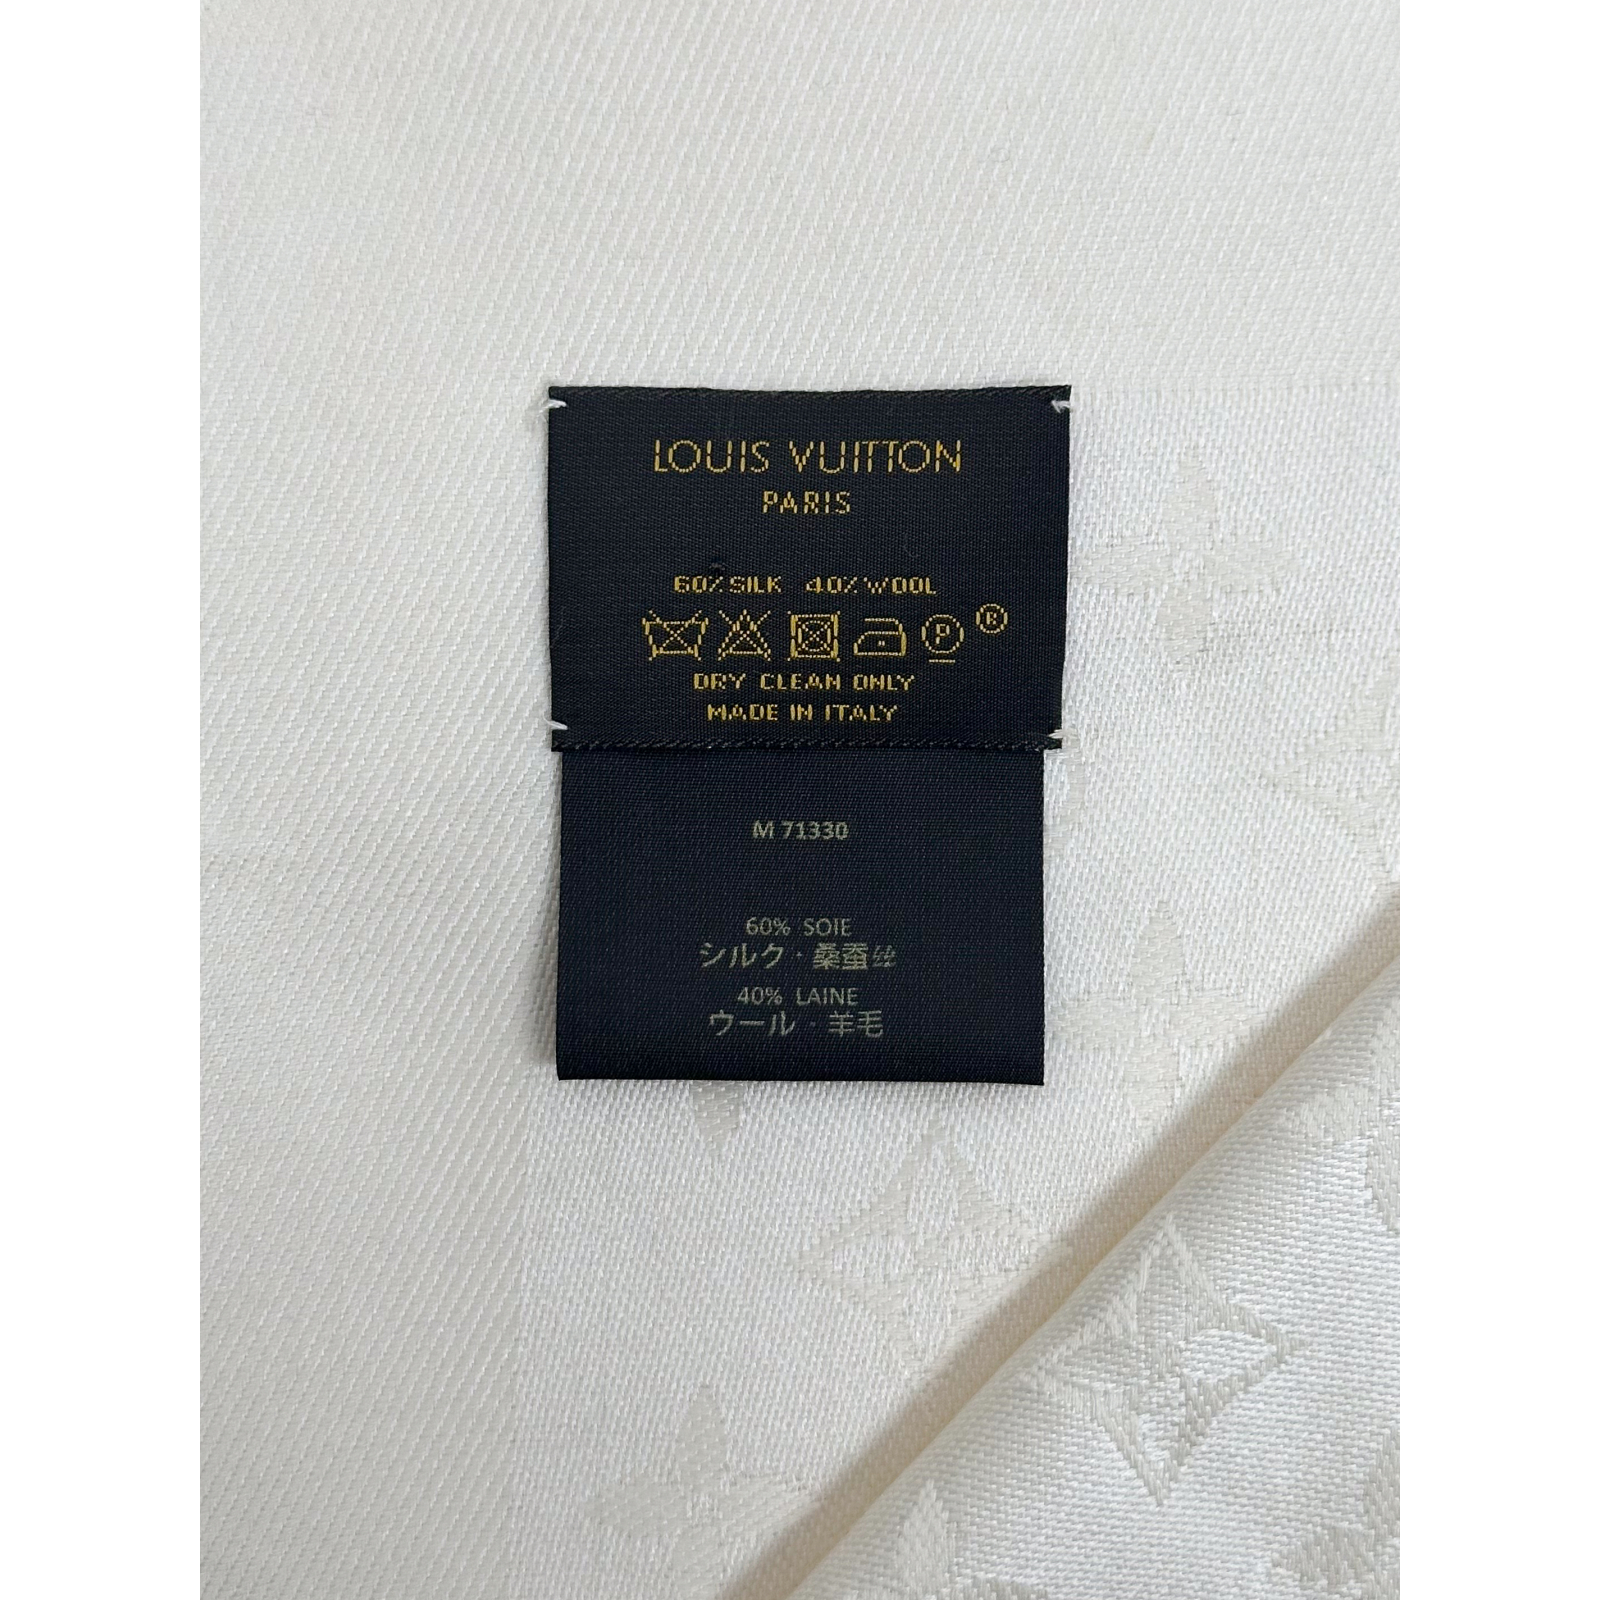 LOUIS VUITTON
PARIS
60% SILK 40% WOOL
P ®
DRY CLEAN ONLY
MADE IN ITALY
M 71330
60% SOIE
シルク・桑蚕丝
40% LAINE
ウール・羊毛